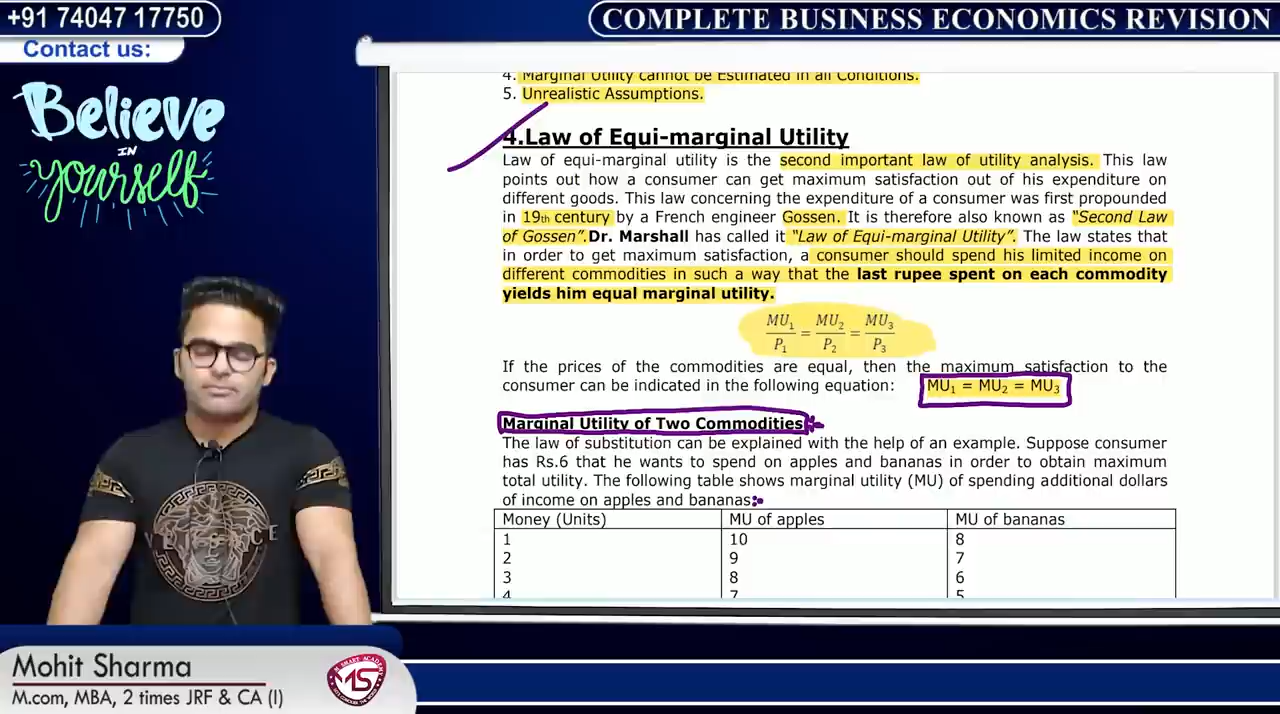 +91 74047 17750
Contact us:
COMPLETE BUSINESS ECONOMICS REVISION
Believe
IN
yourself
4. Marginal Utility cannot be Estimated in all Conditions.
5. Unrealistic Assumptions.
4.Law of Equi-marginal Utility
Law of equi-marginal utility is the second important law of utility analysis. This law
points out how a consumer can get maximum satisfaction out of his expenditure on
different goods. This law concerning the expenditure of a consumer was first propounded
in 19th century by a French engineer Gossen. It is therefore also known as "Second Law
of Gossen".Dr. Marshall has called it "Law of Equi-marginal Utility". The law states that
in order to get maximum satisfaction, a consumer should spend his limited income on
different commodities in such a way that the last rupee spent on each commodity
yields him equal marginal utility.
MU₁/P₁ = MU₂/P₂ = MU₃/P₃
If the prices of the commodities are equal, then the maximum satisfaction to the
consumer can be indicated in the following equation: MU₁ = MU₂ = MU₃
Marginal Utility of Two Commodities:-
The law of substitution can be explained with the help of an example. Suppose consumer
has Rs.6 that he wants to spend on apples and bananas in order to obtain maximum
total utility. The following table shows marginal utility (MU) of spending additional dollars
of income on apples and bananas:-
Money (Units) MU of apples MU of bananas
1 10 8
2 9 7
3 8 6
4 7 5
VERSACE
Mohit Sharma
M.com, MBA, 2 times JRF & CA (I)
MS